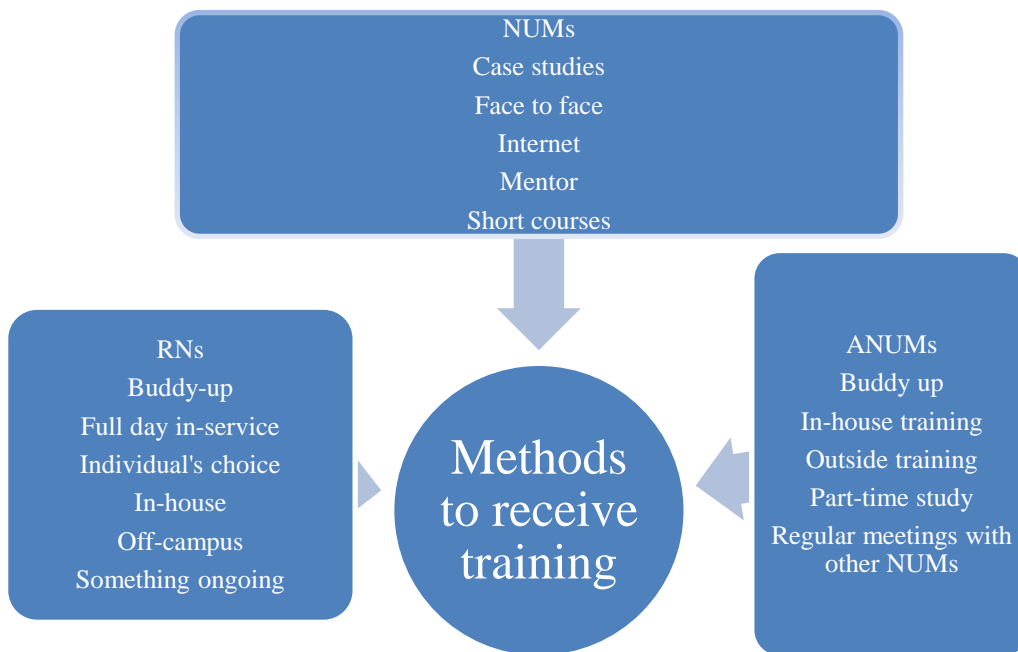 NUMs
Case studies
Face to face
Internet
Mentor
Short courses
RNs
Buddy-up
Full day in-service
Individual's choice
In-house
Off-campus
Something ongoing
Methods
to receive
training
ANUMs
Buddy up
In-house training
Outside training
Part-time study
Regular meetings with
other NUMs